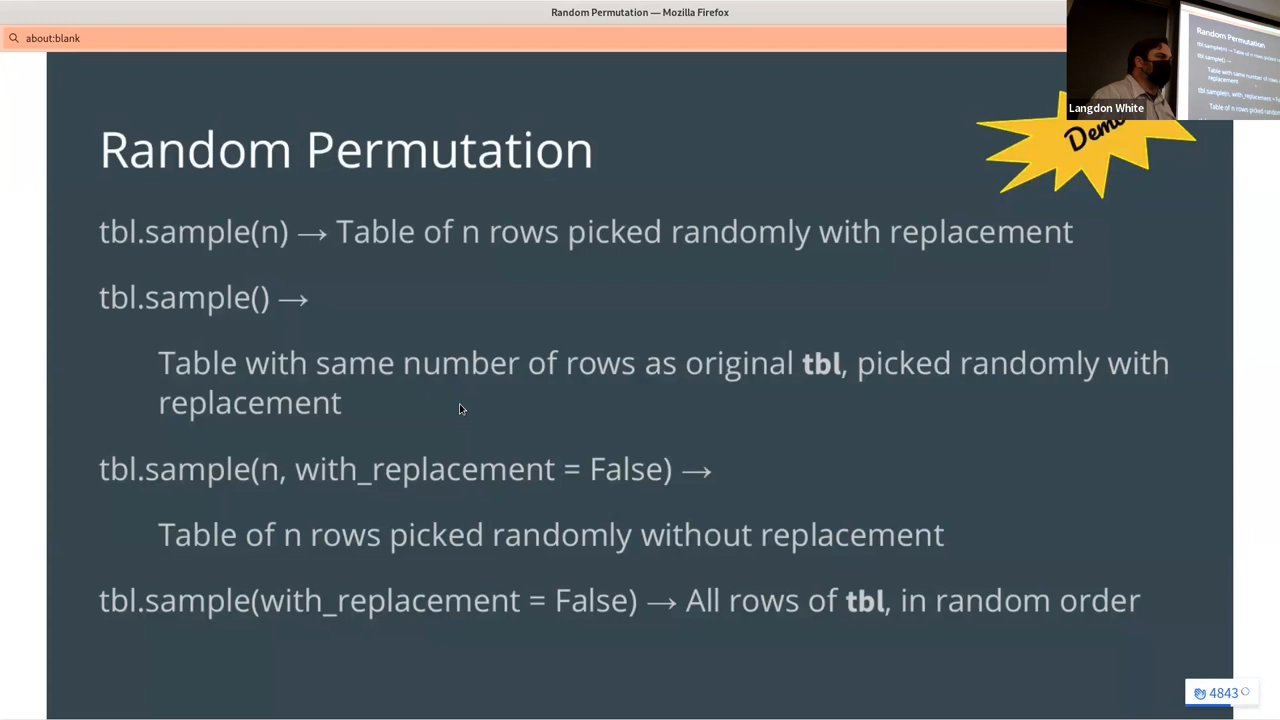 Random Permutation — Mozilla Firefox
about:blank
Langdon White
Random Permutation
tbl.sample(n) → Table of n rows picked randomly with replacement
tbl.sample() →
Table with same number of rows as original tbl, picked randomly with
replacement
tbl.sample(n, with_replacement = False) →
Table of n rows picked randomly without replacement
tbl.sample(with_replacement = False) → All rows of tbl, in random order
4843